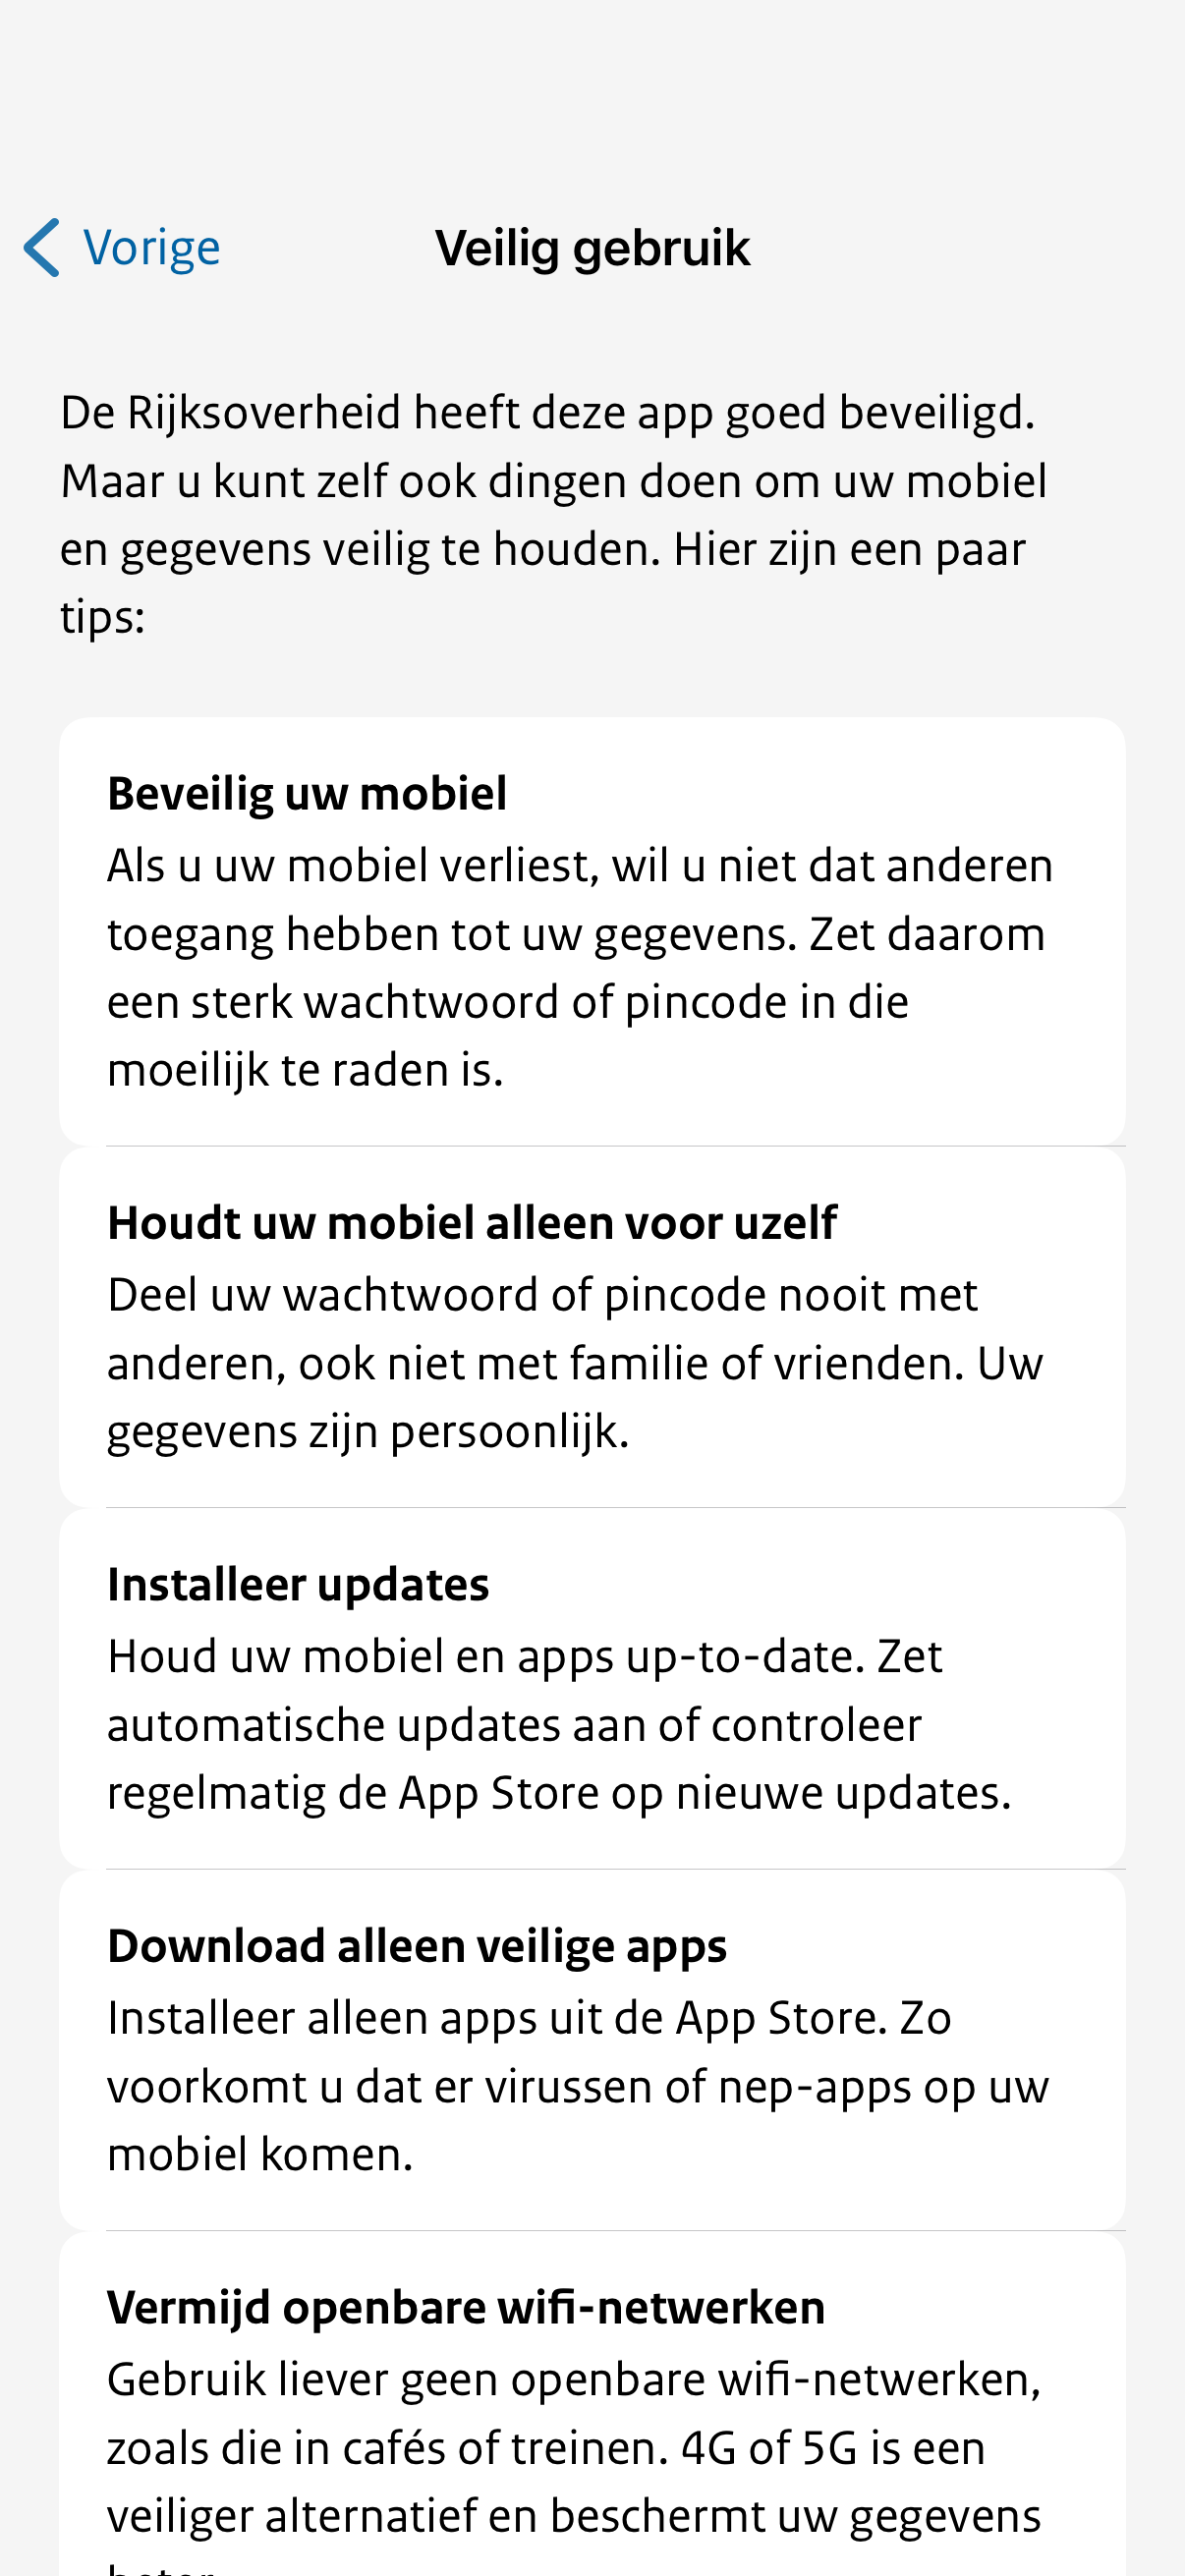 Vorige
Veilig gebruik
De Rijksoverheid heeft deze app goed beveiligd.
Maar u kunt zelf ook dingen doen om uw mobiel
en gegevens veilig te houden. Hier zijn een paar
tips:
Beveilig uw mobiel
Als u uw mobiel verliest, wil u niet dat anderen
toegang hebben tot uw gegevens. Zet daarom
een sterk wachtwoord of pincode in die
moeilijk te raden is.
Houdt uw mobiel alleen voor uzelf
Deel uw wachtwoord of pincode nooit met
anderen, ook niet met familie of vrienden. Uw
gegevens zijn persoonlijk.
Installeer updates
Houd uw mobiel en apps up-to-date. Zet
automatische updates aan of controleer
regelmatig de App Store op nieuwe updates.
Download alleen veilige apps
Installeer alleen apps uit de App Store. Zo
voorkomt u dat er virussen of nep-apps op uw
mobiel komen.
Vermijd openbare wifi-netwerken
Gebruik liever geen openbare wifi-netwerken,
zoals die in cafés of treinen. 4G of 5G is een
veiliger alternatief en beschermt uw gegevens